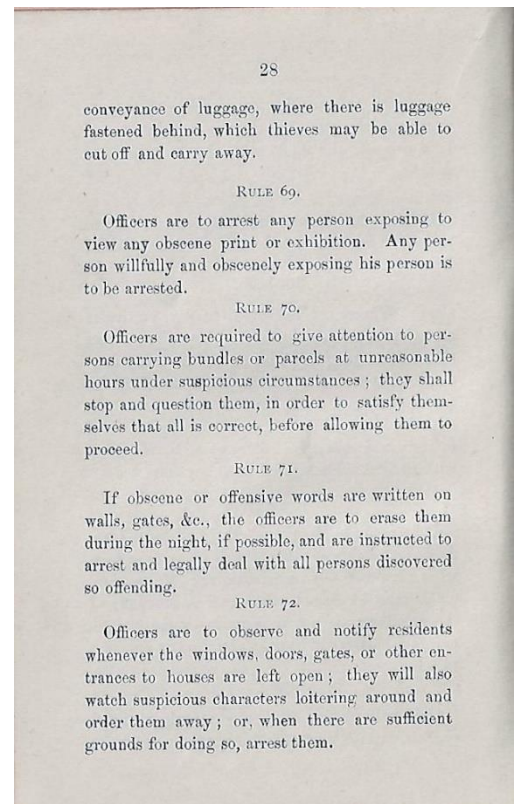 28
conveyance of luggage, where there is luggage
fastened behind, which thieves may be able to
cut off and carry away.
RULE 69.
Officers are to arrest any person exposing to
view any obscene print or exhibition. Any per-
son willfully and obscenely exposing his person is
to be arrested.
RULE 70.
Officers are required to give attention to per-
sons carrying bundles or parcels at unreasonable
hours under suspicious circumstances ; they shall
stop and question them, in order to satisfy them-
selves that all is correct, before allowing them to
proceed.
RULE 71.
If obscene or offensive words are written on
walls, gates, &c., the officers are to erase them
during the night, if possible, and are instructed to
arrest and legally deal with all persons discovered
so offending.
RULE 72.
Officers are to observe and notify residents
whenever the windows, doors, gates, or other en-
trances to houses are left open ; they will also
watch suspicious characters loitering around and
order them away ; or, when there are sufficient
grounds for doing so, arrest them.